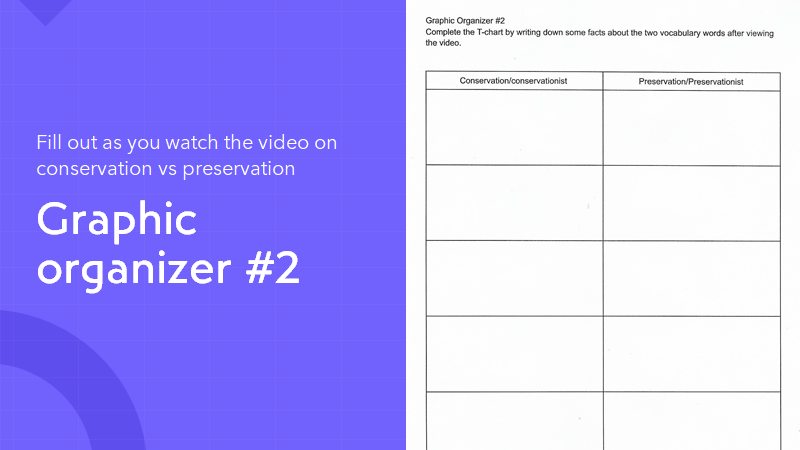 Fill out as you watch the video on
conservation vs preservation
Graphic
organizer #2
Graphic Organizer #2
Complete the T-chart by writing down some facts about the two vocabulary words after viewing
the video.
Conservation/conservationist
Preservation/Preservationist